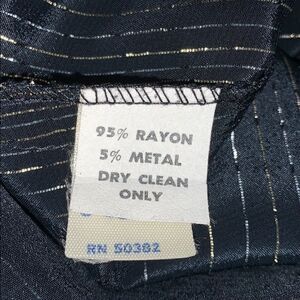 95% RAYON
5% METAL
DRY CLEAN
ONLY
RN 50382